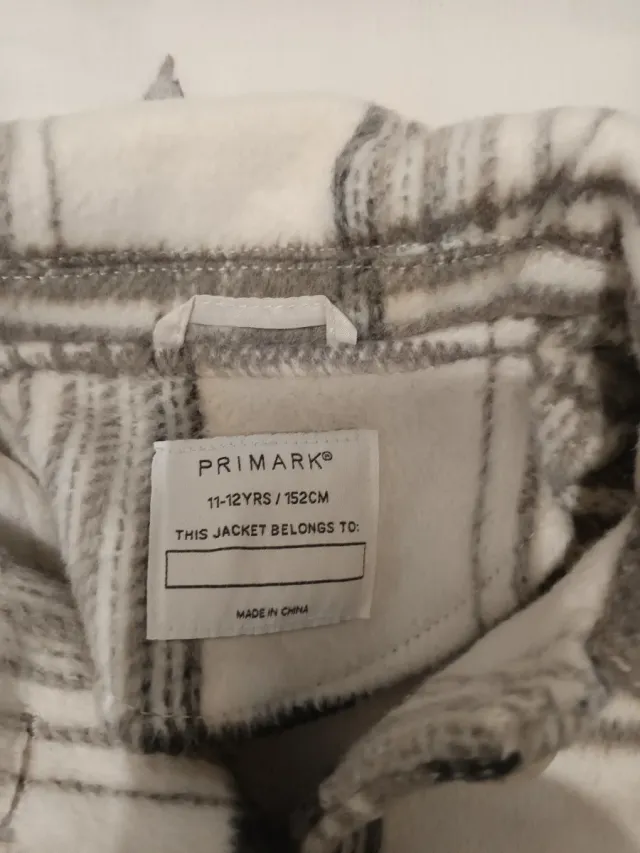 PRIMARK®
11-12YRS / 152CM
THIS JACKET BELONGS TO:
MADE IN CHINA